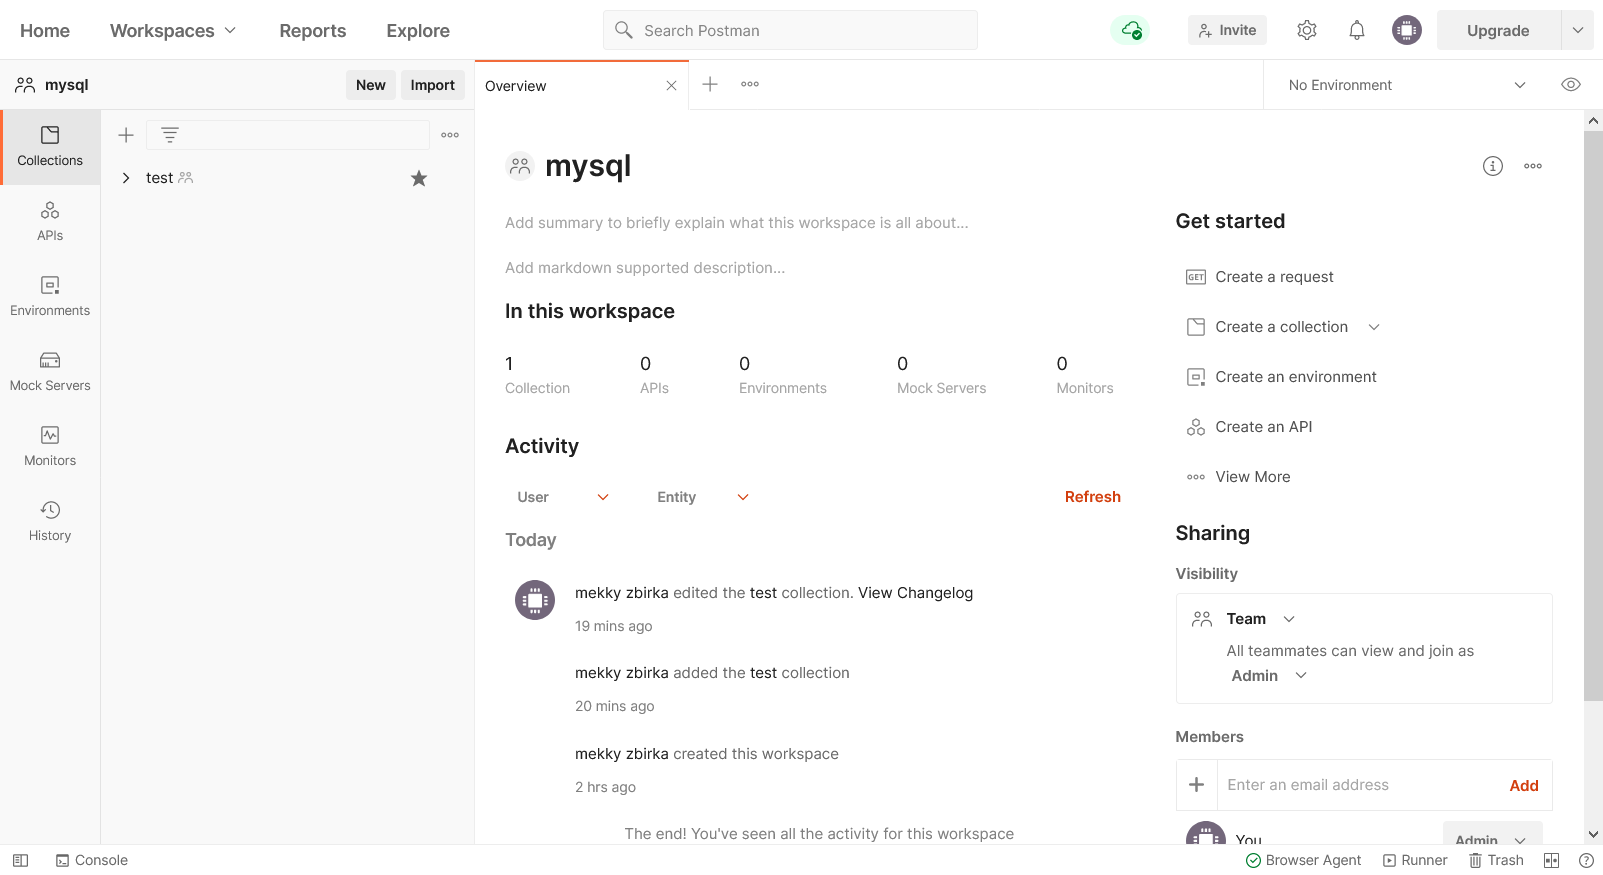 Home Workspaces Reports Explore Search Postman Invite Upgrade
mysql New Import Overview No Environment
Collections
test
APIs
Environments
Mock Servers
Monitors
History
mysql
Add summary to briefly explain what this workspace is all about...
Add markdown supported description...
In this workspace
1 0 0 0 0
Collection APIs Environments Mock Servers Monitors
Activity
User Entity Refresh
Today
mekky zbirka edited the test collection. View Changelog
19 mins ago
mekky zbirka added the test collection
20 mins ago
mekky zbirka created this workspace
2 hrs ago
The end! You've seen all the activity for this workspace
Get started
GET Create a request
Create a collection
Create an environment
Create an API
View More
Sharing
Visibility
Team
All teammates can view and join as
Admin
Members
Enter an email address Add
You Admin
Console Browser Agent Runner Trash